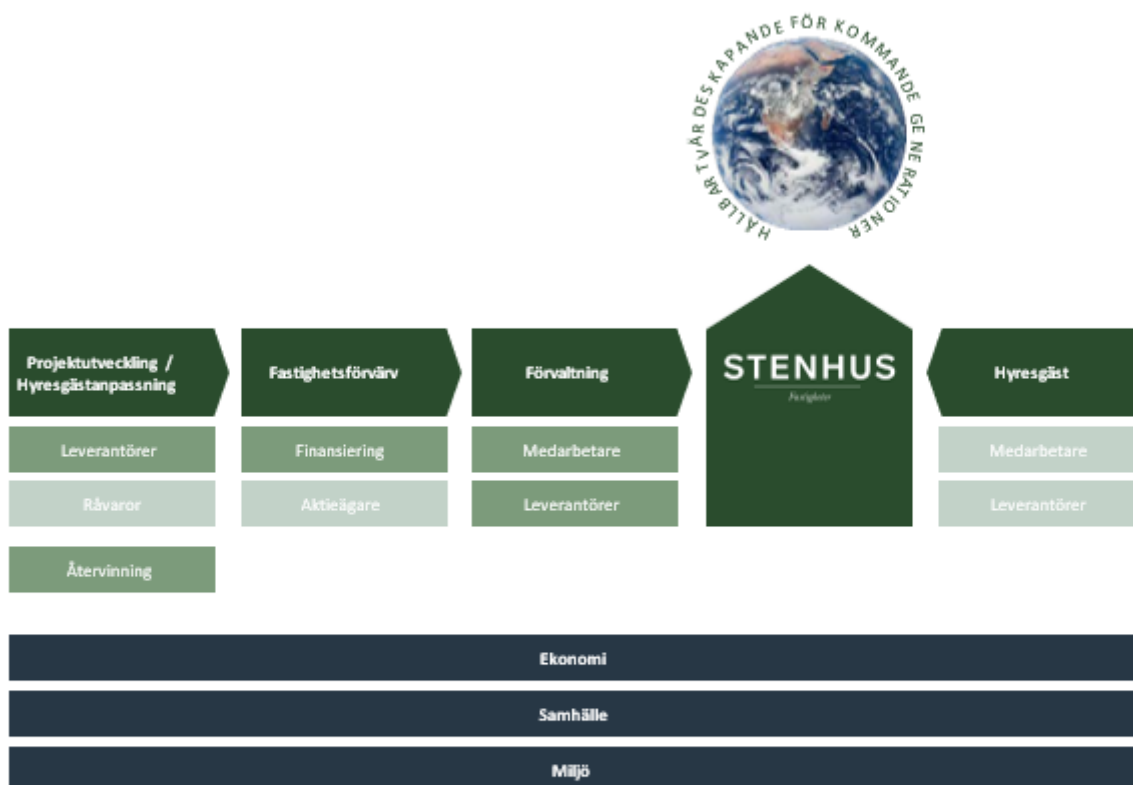 HÅLLBART VÄRDESKAPANDE FÖR KOMMANDE GENERATIONER
Projektutveckling /
Hyresgästanpassning
Fastighetsförvärv
Förvaltning
STENHUS
Fastigheter
Hyresgäst
Leverantörer
Finansiering
Medarbetare
Medarbetare
Råvaror
Aktieägare
Leverantörer
Leverantörer
Återvinning
Ekonomi
Samhälle
Miljö